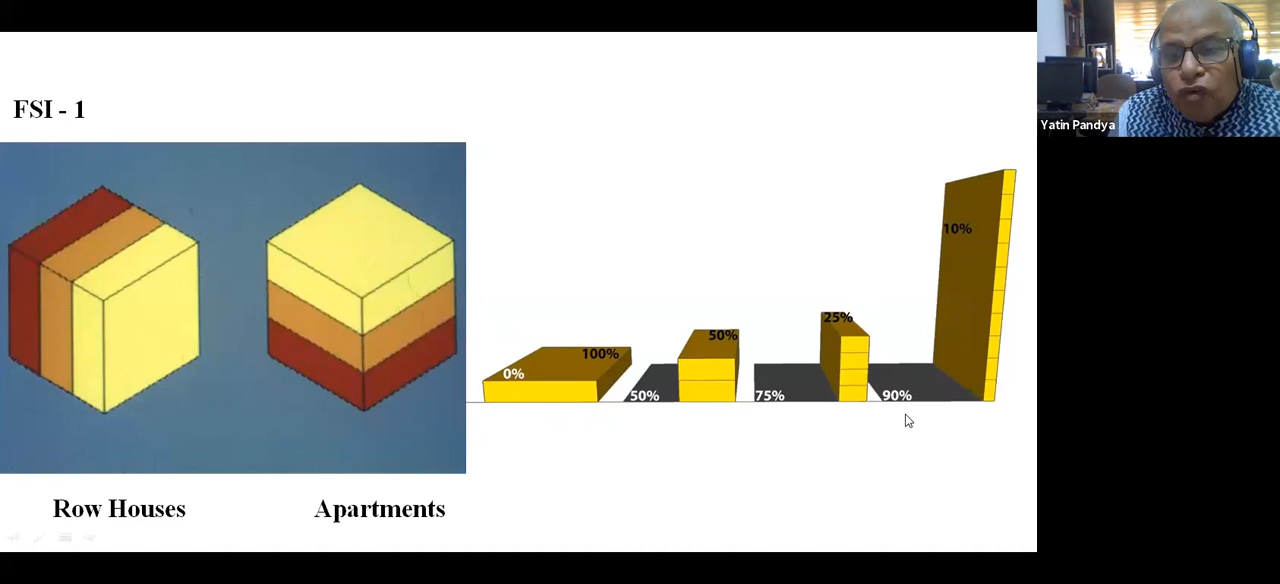 FSI - 1
Yatin Pandya
10%
25%
50%
100%
0%
50%
75%
90%
Row Houses
Apartments